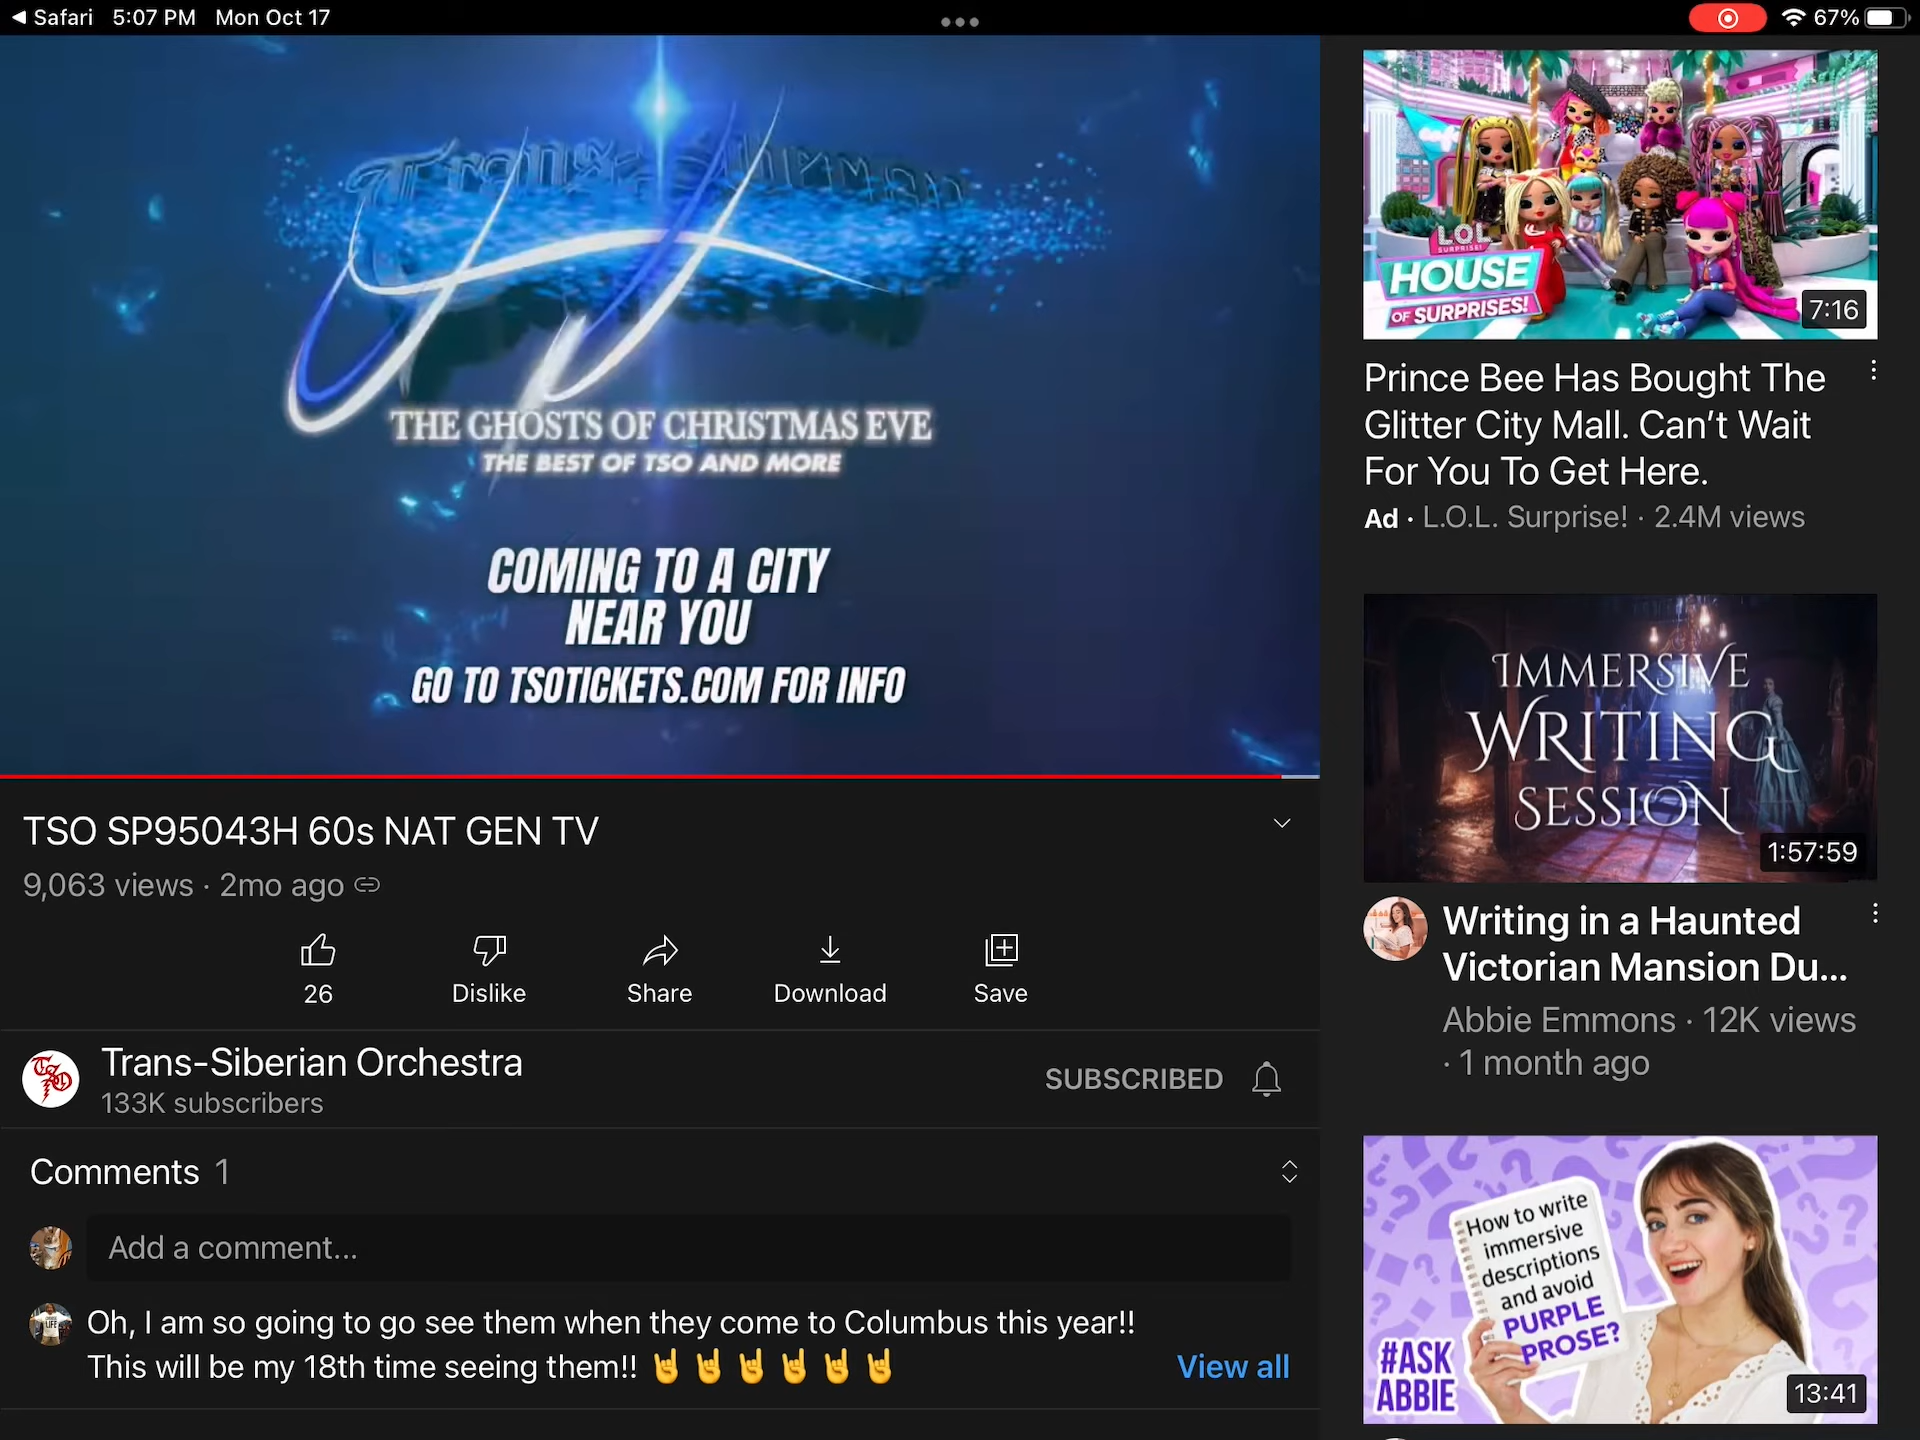 Safari 5:07 PM Mon Oct 17
67%
Trans-Siberian
THE GHOSTS OF CHRISTMAS EVE
THE BEST OF TSO AND MORE
COMING TO A CITY
NEAR YOU
GO TO TSOTICKETS.COM FOR INFO
TSO SP95043H 60s NAT GEN TV
9,063 views · 2mo ago
26
Dislike
Share
Download
Save
TSO
Trans-Siberian Orchestra
133K subscribers
SUBSCRIBED
Comments 1
Add a comment...
Oh, I am so going to go see them when they come to Columbus this year!!
This will be my 18th time seeing them!! 🤘🤘🤘🤘🤘🤘
View all
LOL
SURPRISE!
HOUSE
OF SURPRISES!
7:16
Prince Bee Has Bought The
Glitter City Mall. Can't Wait
For You To Get Here.
Ad · L.O.L. Surprise! · 2.4M views
IMMERSIVE
WRITING
SESSION
1:57:59
Writing in a Haunted
Victorian Mansion Du...
Abbie Emmons · 12K views
· 1 month ago
How to write
immersive
descriptions
and avoid
PURPLE
PROSE?
#ASK
ABBIE
13:41